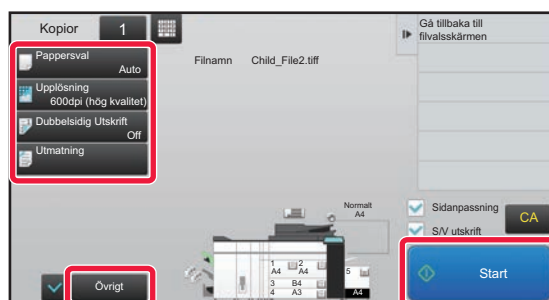 Kopior 1
Pappersval
Auto
Upplösning
600dpi (hög kvalitet)
Dubbelsidig Utskrift
Off
Utmatning
Övrigt
Filnamn Child_File2.tiff
Normalt
A4
1 2
A4 A4
3 B4
4 A3
5
A4
Gå tillbaka till
filvalsskärmen
Sidanpassning
S/V utskrift
CA
Start